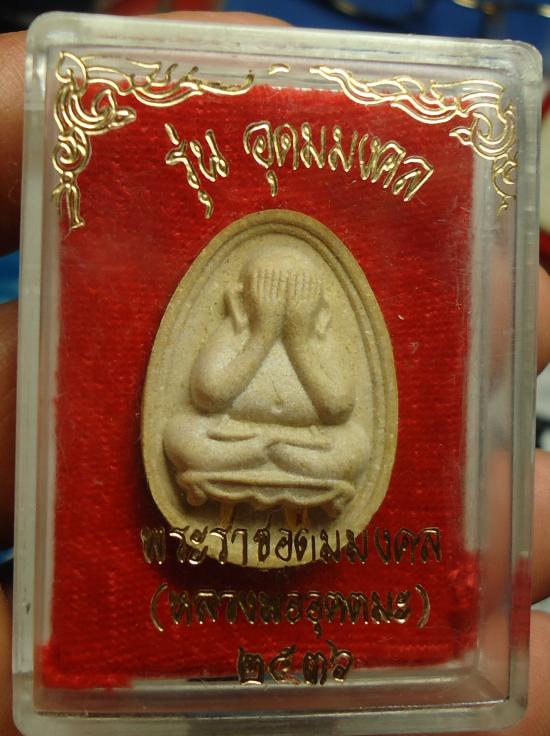 รุ่น อุดมมงคล
พระราชอุดมมงคล
(หลวงพ่ออุตตมะ)
๒๕๓๖